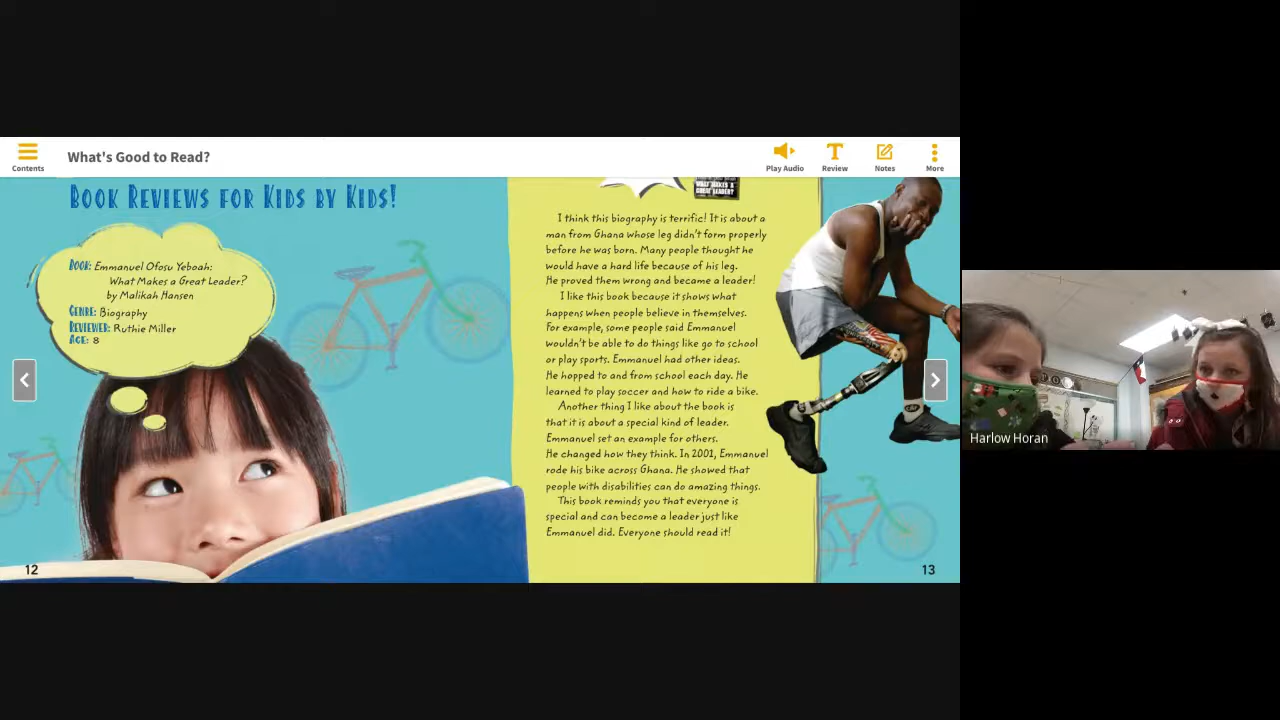 What's Good to Read?
Contents
Play Audio
Review
Notes
More
BOOK REVIEWS FOR KIDS BY KIDS!
BOOK: Emmanuel Ofosu Yeboah:
What Makes a Great Leader?
by Malikah Hansen
GENRE: Biography
REVIEWER: Ruthie Miller
AGE: 8
12
WHAT MAKES A
GREAT LEADER?
I think this biography is terrific! It is about a
man from Ghana whose leg didn't form properly
before he was born. Many people thought he
would have a hard life because of his leg.
He proved them wrong and became a leader!
I like this book because it shows what
happens when people believe in themselves.
For example, some people said Emmanuel
wouldn't be able to do things like go to school
or play sports. Emmanuel had other ideas.
He hopped to and from school each day. He
learned to play soccer and how to ride a bike.
Another thing I like about the book is
that it is about a special kind of leader.
Emmanuel set an example for others.
He changed how they think. In 2001, Emmanuel
rode his bike across Ghana. He showed that
people with disabilities can do amazing things.
This book reminds you that everyone is
special and can become a leader just like
Emmanuel did. Everyone should read it!
13
Harlow Horan